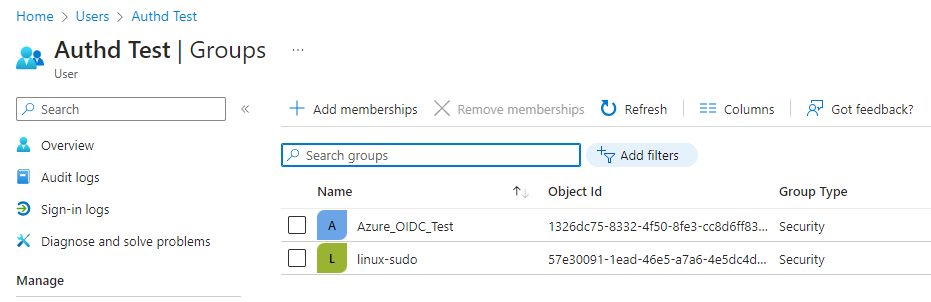 Home > Users > Authd Test
Authd Test | Groups ...
User
Search «
Add memberships Remove memberships Refresh Columns Got feedback?
Overview
Audit logs
Sign-in logs
Diagnose and solve problems
Manage
Search groups Add filters
Name Object Id Group Type
A Azure_OIDC_Test 1326dc75-8332-4f50-8fe3-cc8d6ff83... Security
L linux-sudo 57e30091-1ead-46e5-a7a6-4e5dc4d... Security